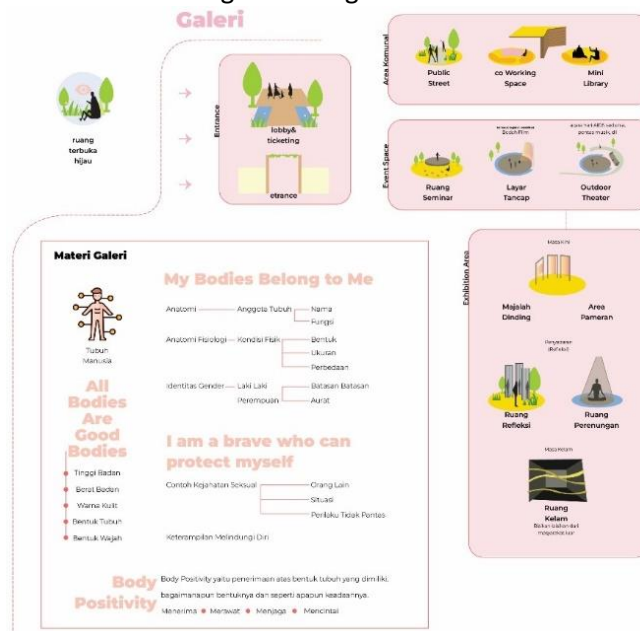 Galeri
ruang
terbuka
hijau
Entrance
lobby&
ticketing
etrance
Area Komunal
Public
Street
co Working
Space
Mini
Library
Event Space
Ruang
Seminar
Layar
Tancap
Outdoor
Theater
Exhibition Area
Majalah
Dinding
Area
Pameran
(Refleksi)
Ruang
Refleksi
Ruang
Perenungan
Ruang
Kelam
Materi Galeri
Tubuh
Manusia
My Bodies Belong to Me
Anatomi
Anggota Tubuh
Nama
Fungsi
Anatomi Fisiologi
Kondisi Fisik
Bentuk
Ukuran
Perbedaan
Identitas Gender
Laki Laki
Perempuan
Batasan Batasan
Aurat
All
Bodies
Are
Good
Bodies
Tinggi Badan
Berat Badan
Warna Kulit
Bentuk Tubuh
Bentuk Wajah
I am a brave who can
protect myself
Contoh Kejahatan Seksual
Orang Lain
Situasi
Perilaku Tidak Pantas
Keterampilan Melindungi Diri
Body
Positivity
Body Positivity yaitu penerimaan atas bentuk tubuh yang dimiliki,
bagaimanapun bentuknya dan seperti apapun keadaannya.
Menerima Merawat Menjaga Mencintai